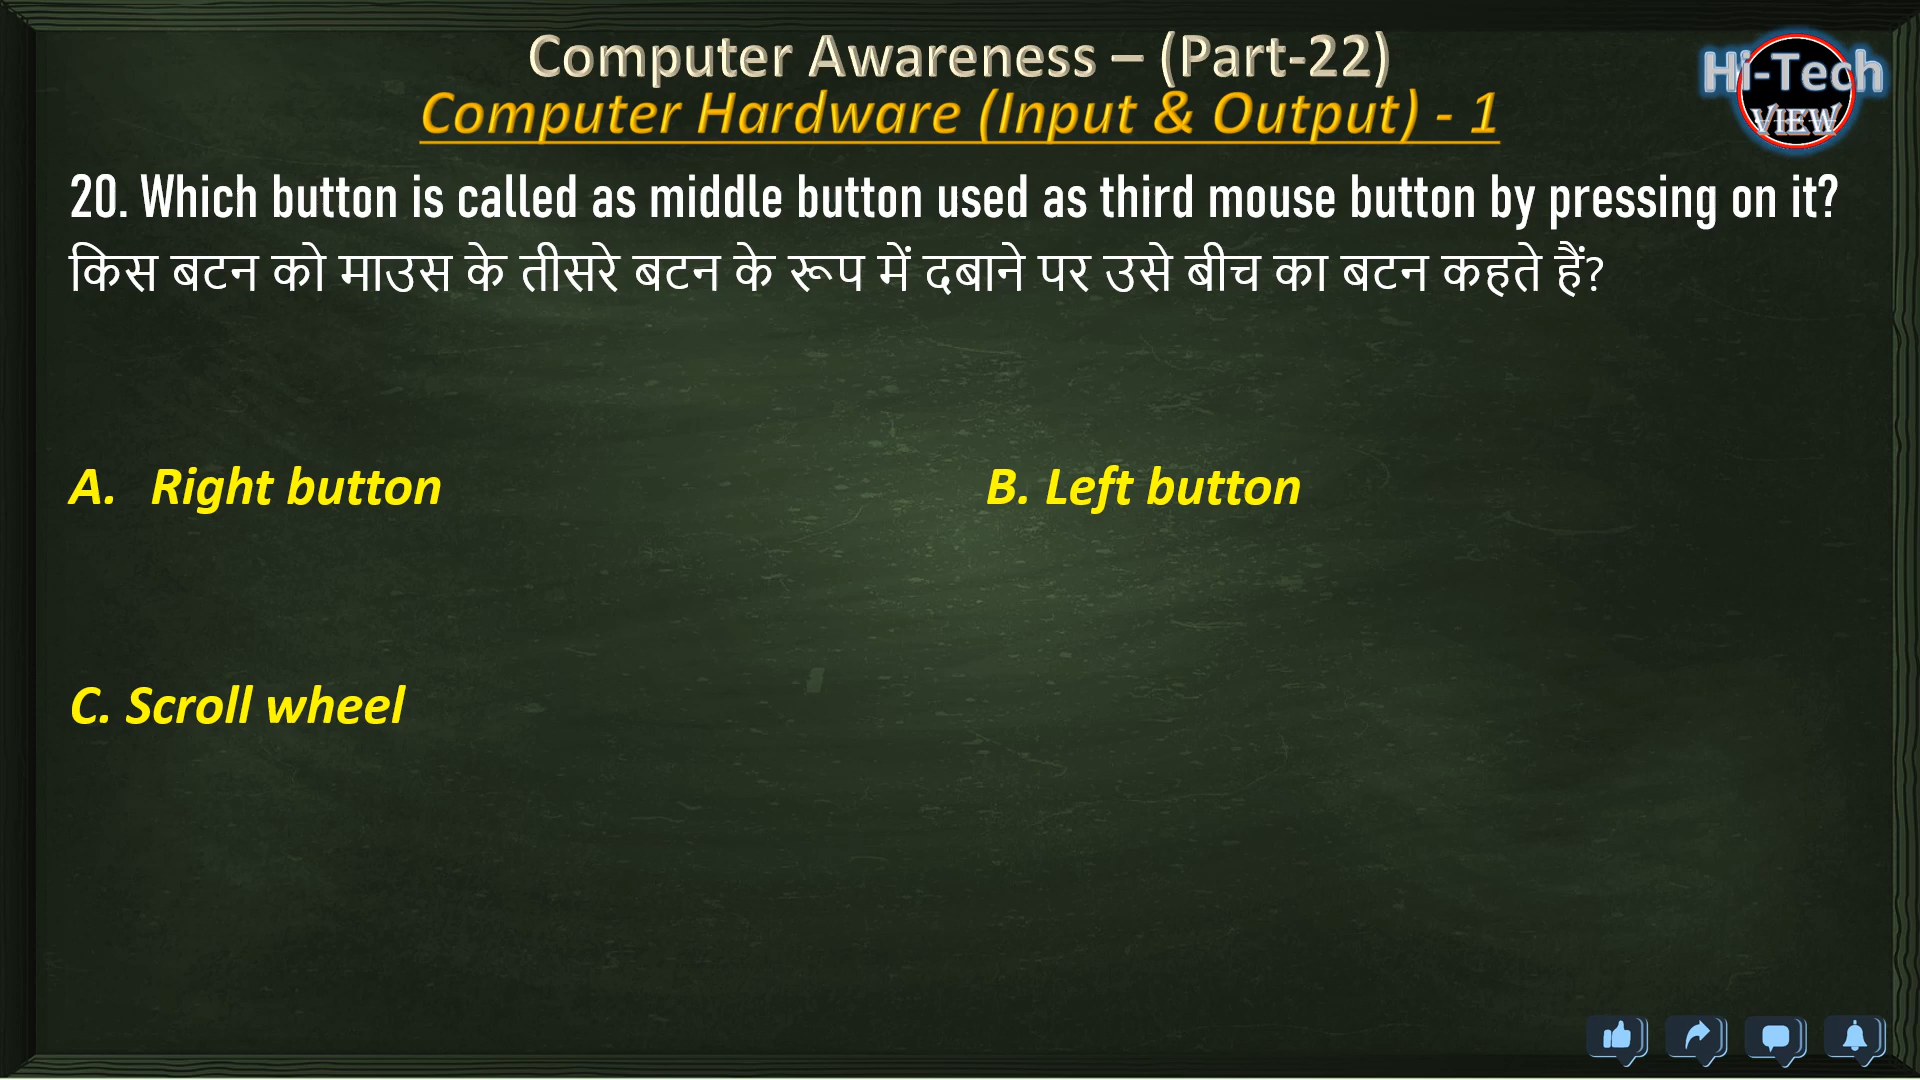 Computer Awareness – (Part-22)
Computer Hardware (Input & Output) - 1
Hi-Tech
VIEW
20. Which button is called as middle button used as third mouse button by pressing on it?
किस बटन को माउस के तीसरे बटन के रूप में दबाने पर उसे बीच का बटन कहते हैं?
A. Right button
B. Left button
C. Scroll wheel